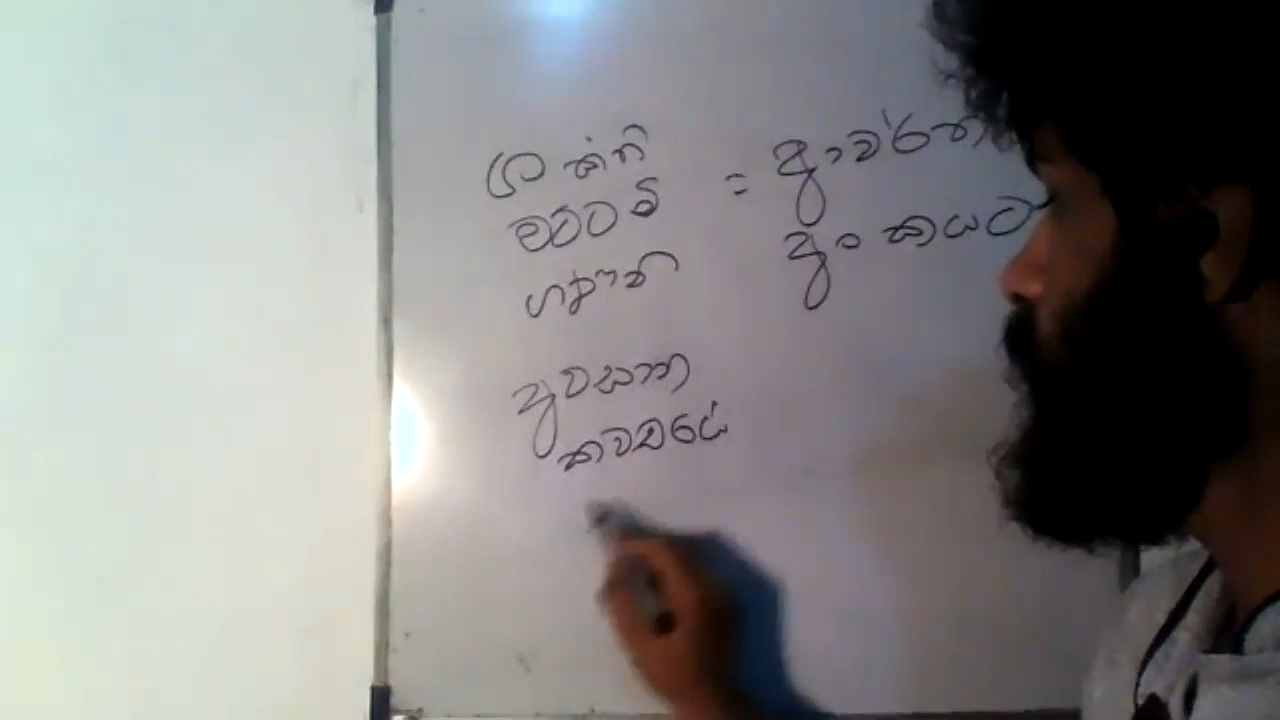 ශක්ති = ආවර්ත
මට්ටම් අංකයට
ගණන
අවසාන
කවචයේ